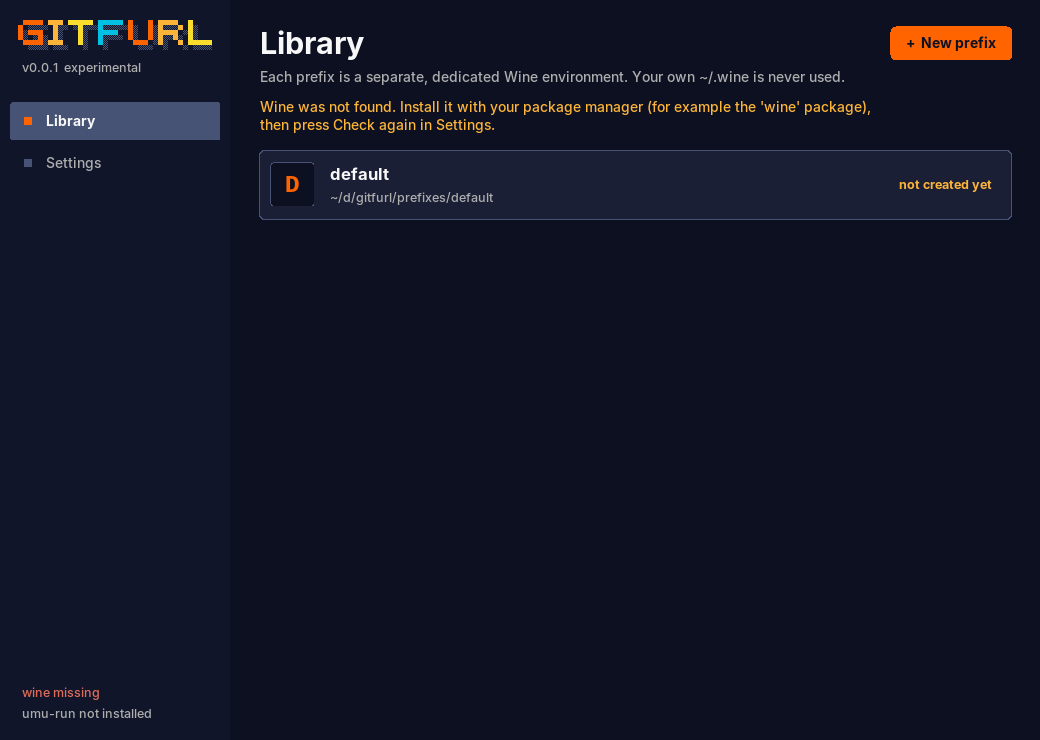 GITFURL
v0.0.1 experimental
Library
Settings
wine missing
umu-run not installed
Library
+ New prefix
Each prefix is a separate, dedicated Wine environment. Your own ~/.wine is never used.
Wine was not found. Install it with your package manager (for example the 'wine' package),
then press Check again in Settings.
D
default
~/d/gitfurl/prefixes/default
not created yet